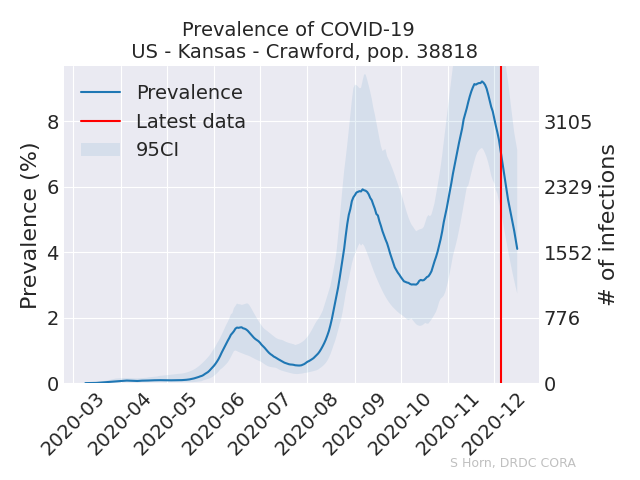 Prevalence of COVID-19
US - Kansas - Crawford, pop. 38818
Prevalence
Latest data
95CI
Prevalence (%)
8
6
4
2
0
3105
2329
1552
776
0
# of infections
2020-03
2020-04
2020-05
2020-06
2020-07
2020-08
2020-09
2020-10
2020-11
2020-12
S Horn, DRDC CORA